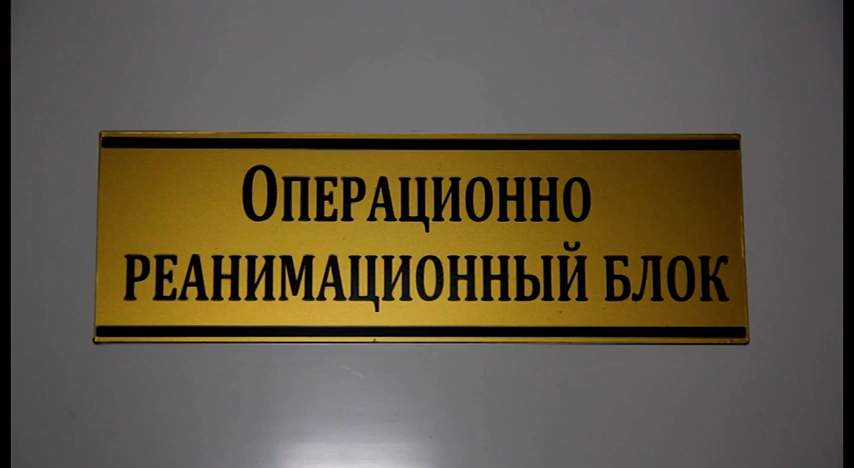 Операционно
реанимационный блок